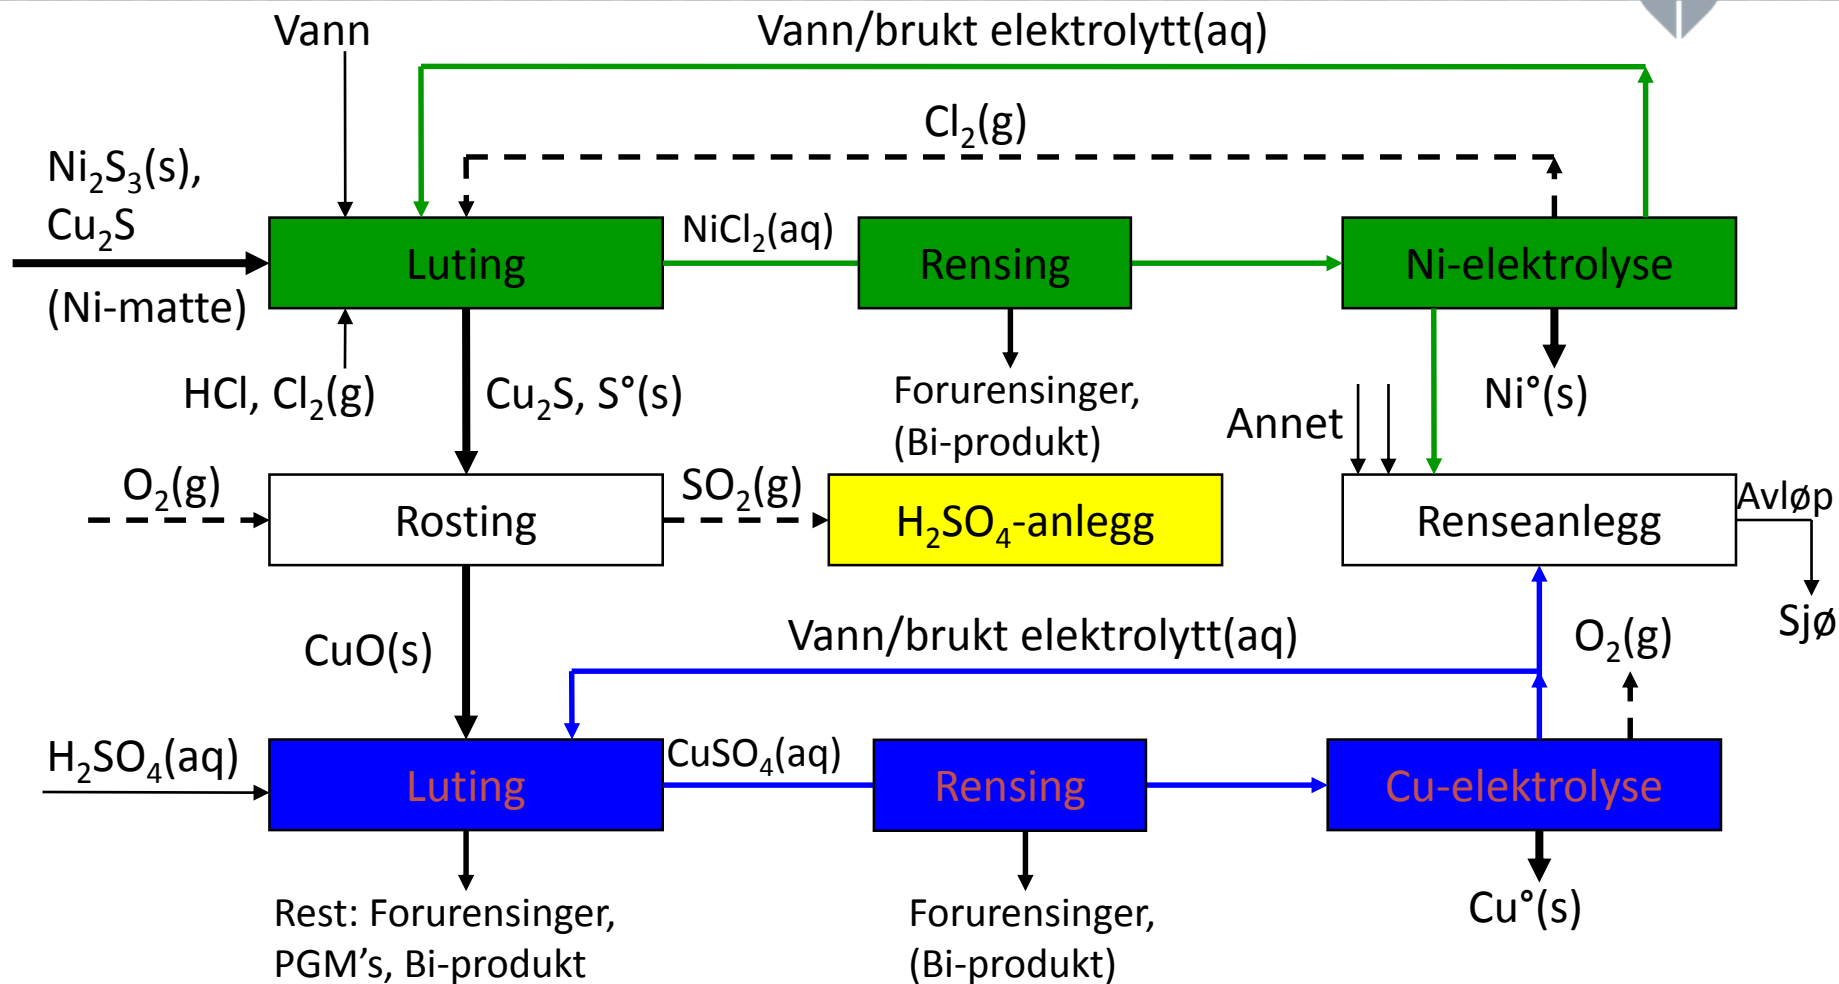 Vann
Vann/brukt elektrolytt(aq)
Cl₂(g)
Ni₂S₃(s),
Cu₂S
(Ni-matte)
Luting
NiCl₂(aq)
Rensing
Ni-elektrolyse
HCl, Cl₂(g)
Cu₂S, S°(s)
Forurensinger,
(Bi-produkt)
Annet
Ni°(s)
O₂(g)
Rosting
SO₂(g)
H₂SO₄-anlegg
Renseanlegg
Avløp
Sjø
CuO(s)
Vann/brukt elektrolytt(aq)
O₂(g)
H₂SO₄(aq)
Luting
CuSO₄(aq)
Rensing
Cu-elektrolyse
Rest: Forurensinger,
PGM’s, Bi-produkt
Forurensinger,
(Bi-produkt)
Cu°(s)